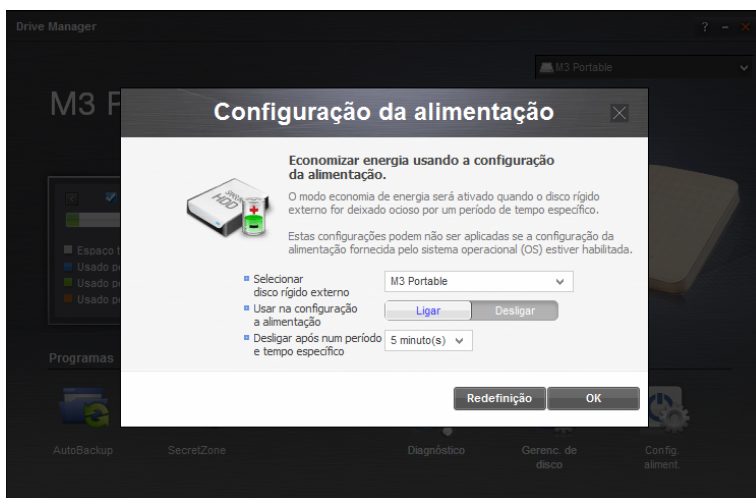 Drive Manager
? – ×
M3 Portable
M3 P
Configuração da alimentação
Economizar energia usando a configuração
da alimentação.
O modo economia de energia será ativado quando o disco rígido
externo for deixado ocioso por um período de tempo específico.
Estas configurações podem não ser aplicadas se a configuração da
alimentação fornecida pelo sistema operacional (OS) estiver habilitada.
HDD
Selecionar
disco rígido externo
M3 Portable
Usar na configuração
a alimentação
Ligar
Desligar
Desligar após num período
e tempo específico
5 minuto(s)
Redefinição
OK
Espaço t
Usado p
Usado p
Usado p
Programas
AutoBackup
SecretZone
Diagnóstico
Gerenc. de
disco
Config.
aliment.